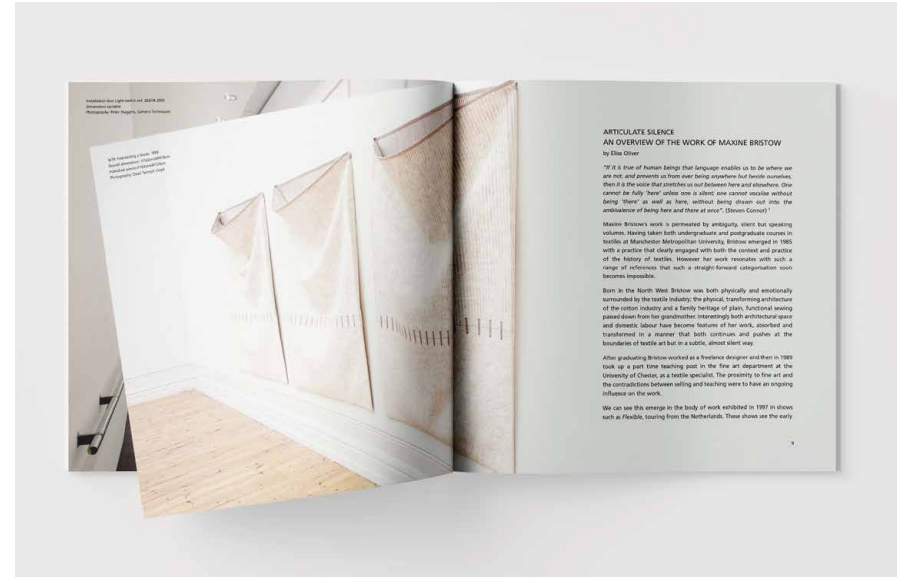 Photography: Peter
ARTICULATE SILENCE
AN OVERVIEW OF THE WORK OF MAXINE BRISTOW
by Elisa Oliver
"If it is true of human beings that language enables us to be where we
are not, and prevents us from ever being anywhere but beside ourselves,
then it is the voice that stretches us out between here and elsewhere. One
cannot be fully 'here' unless one is silent; one cannot vocalise without
being 'there' as well as here, without being drawn out into the
ambivalence of being here and there at once". (Steven Connor) ¹
Maxine Bristow's work is permeated by ambiguity, silent but speaking
volumes. Having taken both undergraduate and postgraduate courses in
textiles at Manchester Metropolitan University, Bristow emerged in 1985
with a practice that clearly engaged with both the context and practice
of the history of textiles. However her work resonates with such a
range of references that such a straight-forward categorisation soon
becomes impossible.
Born in the North West Bristow was both physically and emotionally
surrounded by the textile industry; the physical, transforming architecture
of the cotton industry and a family heritage of plain, functional sewing
passed down from her grandmother. Interestingly both architectural space
and domestic labour have become features of her work, absorbed and
transformed in a manner that both continues and pushes at the
boundaries of textile art but in a subtle, almost silent way.
After graduating Bristow worked as a freelance designer and then in 1989
took up a part time teaching post in the fine art department at the
University of Chester, as a textile specialist. The proximity to fine art and
the contradictions between selling and teaching were to have an ongoing
influence on the work.
We can see this emerge in the body of work exhibited in 1997 in shows
such as Flexible, touring from the Netherlands. These shows see the early
9